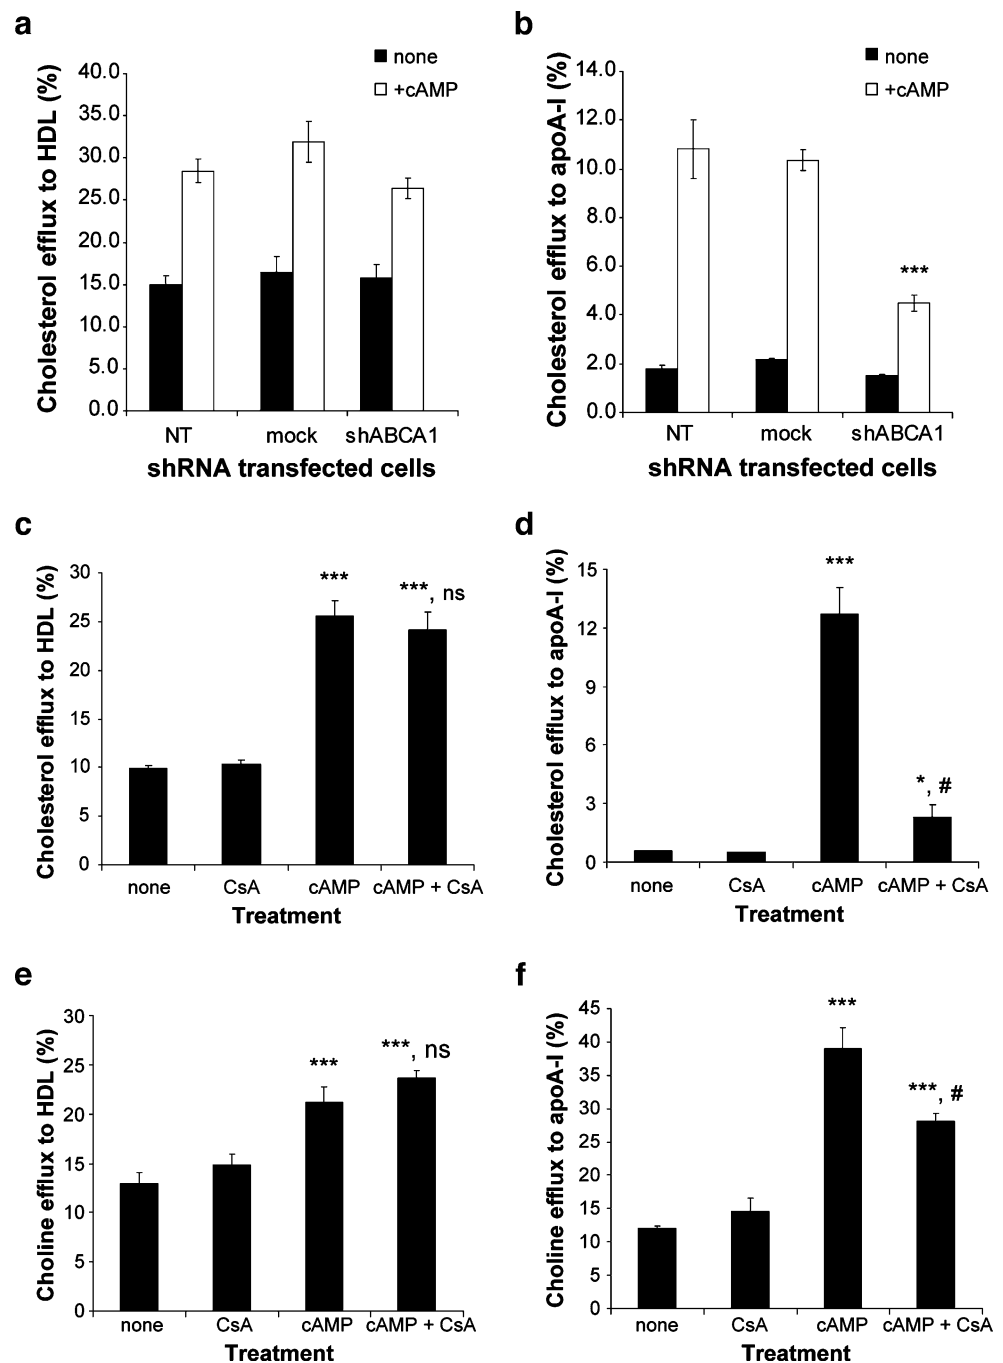 a
none
+cAMP
Cholesterol efflux to HDL (%)
40.0
35.0
30.0
25.0
20.0
15.0
10.0
5.0
0.0
NT mock shABCA1
shRNA transfected cells
b
none
+cAMP
Cholesterol efflux to apoA-I (%)
14.0
12.0
10.0
8.0
6.0
4.0
2.0
0.0
***
NT mock shABCA1
shRNA transfected cells
c
Cholesterol efflux to HDL (%)
30
25
20
15
10
5
0
***
***, ns
none CsA cAMP cAMP + CsA
Treatment
d
Cholesterol efflux to apoA-I (%)
15
12
9
6
3
0
***
*, #
none CsA cAMP cAMP + CsA
Treatment
e
Choline efflux to HDL (%)
30
25
20
15
10
5
0
***
***, ns
none CsA cAMP cAMP + CsA
Treatment
f
Choline efflux to apoA-I (%)
45
40
35
30
25
20
15
10
5
0
***
***, #
none CsA cAMP cAMP + CsA
Treatment